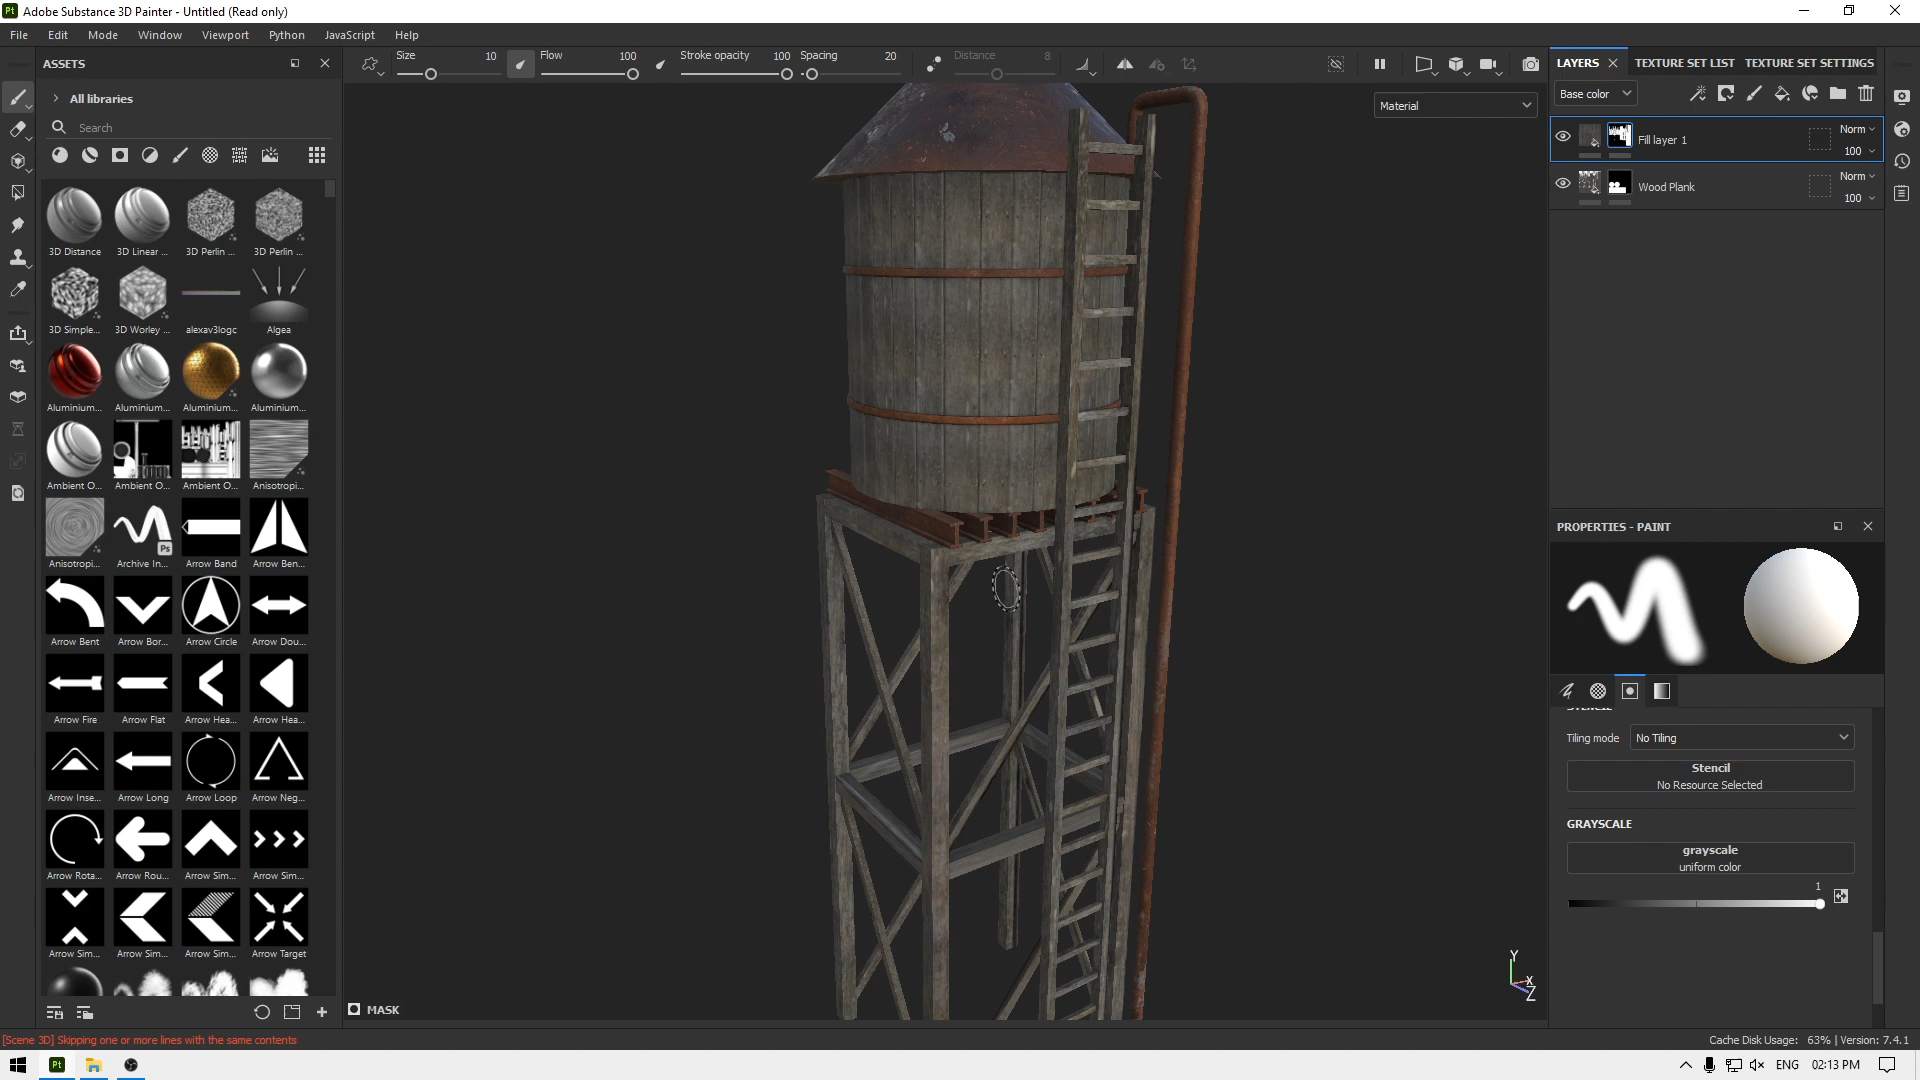 Adobe Substance 3D Painter - Untitled (Read only)
File Edit Mode Window Viewport Python JavaScript Help
ASSETS
Size 10 Flow 100 Stroke opacity 100 Spacing 20 Distance 8
LAYERS TEXTURE SET LIST TEXTURE SET SETTINGS
All libraries
Base color
Material
Search
Fill layer 1 Norm 100
Wood Plank Norm 100
3D Distance 3D Linear ... 3D Perlin ... 3D Perlin ...
3D Simple... 3D Worley ... alexav3logc Algea
Aluminium... Aluminium... Aluminium... Aluminium...
Ambient O... Ambient O... Ambient O... Anisotropi...
Anisotropi... Archive In... Arrow Band Arrow Ben...
Ps
Arrow Bent Arrow Bor... Arrow Circle Arrow Dou...
Arrow Fire Arrow Flat Arrow Hea... Arrow Hea...
Arrow Inse... Arrow Long Arrow Loop Arrow Neg...
Arrow Rota... Arrow Rou... Arrow Sim... Arrow Sim...
Arrow Sim... Arrow Sim... Arrow Sim... Arrow Target
PROPERTIES - PAINT
STENCIL
Tiling mode No Tiling
Stencil
No Resource Selected
GRAYSCALE
grayscale
uniform color
1
Y
X
Z
MASK
[Scene 3D] Skipping one or more lines with the same contents
Cache Disk Usage: 63% | Version: 7.4.1
Pt
ENG 02:13 PM